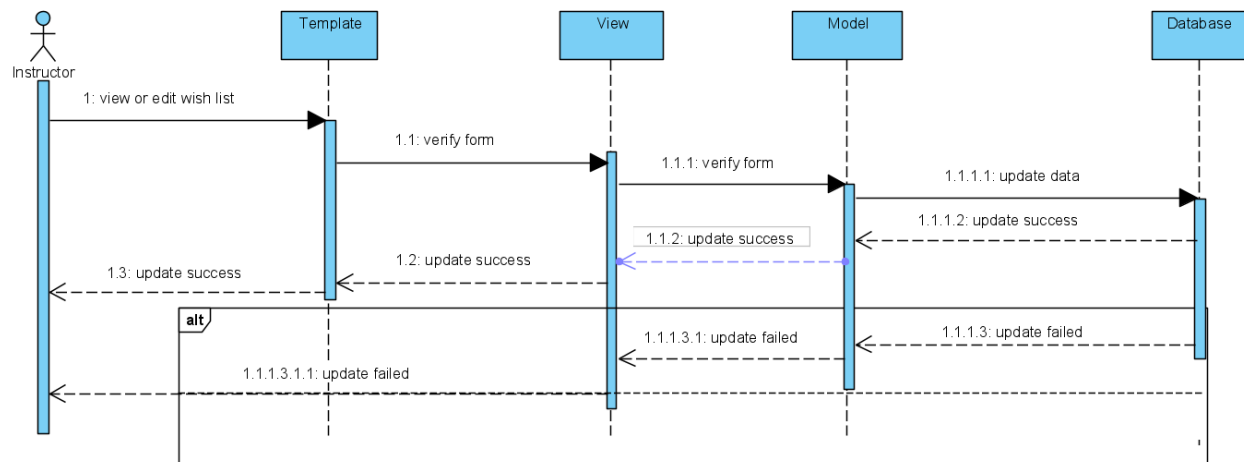 Template
View
Model
Database
Instructor
1: view or edit wish list
1.1: verify form
1.1.1: verify form
1.1.1.1: update data
1.1.1.2: update success
1.1.2: update success
1.2: update success
1.3: update success
alt
1.1.1.3: update failed
1.1.1.3.1: update failed
1.1.1.3.1.1: update failed